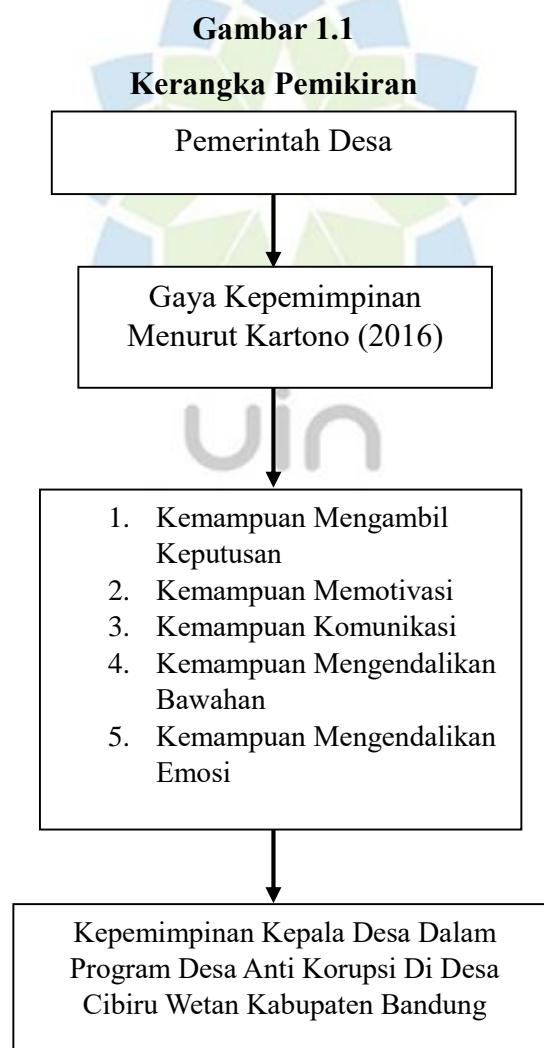 Gambar 1.1
Kerangka Pemikiran
Pemerintah Desa
Gaya Kepemimpinan
Menurut Kartono (2016)
uin
1. Kemampuan Mengambil
Keputusan
2. Kemampuan Memotivasi
3. Kemampuan Komunikasi
4. Kemampuan Mengendalikan
Bawahan
5. Kemampuan Mengendalikan
Emosi
Kepemimpinan Kepala Desa Dalam
Program Desa Anti Korupsi Di Desa
Cibiru Wetan Kabupaten Bandung